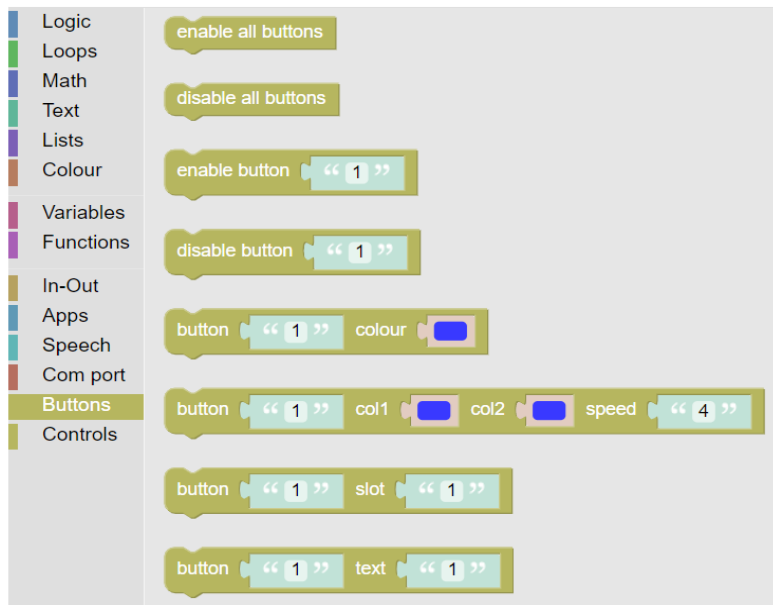 Logic
Loops
Math
Text
Lists
Colour
Variables
Functions
In-Out
Apps
Speech
Com port
Buttons
Controls
enable all buttons
disable all buttons
enable button “ 1 ”
disable button “ 1 ”
button “ 1 ” colour
button “ 1 ” col1 col2 speed “ 4 ”
button “ 1 ” slot “ 1 ”
button “ 1 ” text “ 1 ”